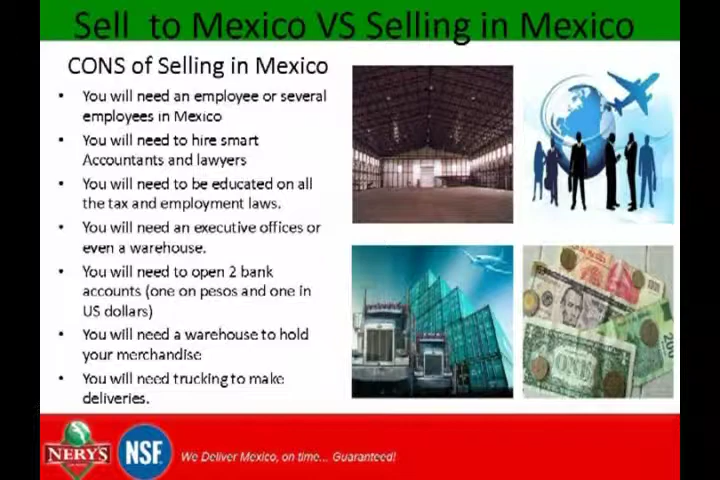 Sell to Mexico VS Selling in Mexico
CONS of Selling in Mexico
• You will need an employee or several
employees in Mexico
• You will need to hire smart
Accountants and lawyers
• You will need to be educated on all
the tax and employment laws.
• You will need an executive offices or
even a warehouse.
• You will need to open 2 bank
accounts (one on pesos and one in
US dollars)
• You will need a warehouse to hold
your merchandise
• You will need trucking to make
deliveries.
ONE
NERY'S
NSF
We Deliver Mexico, on time... Guaranteed!